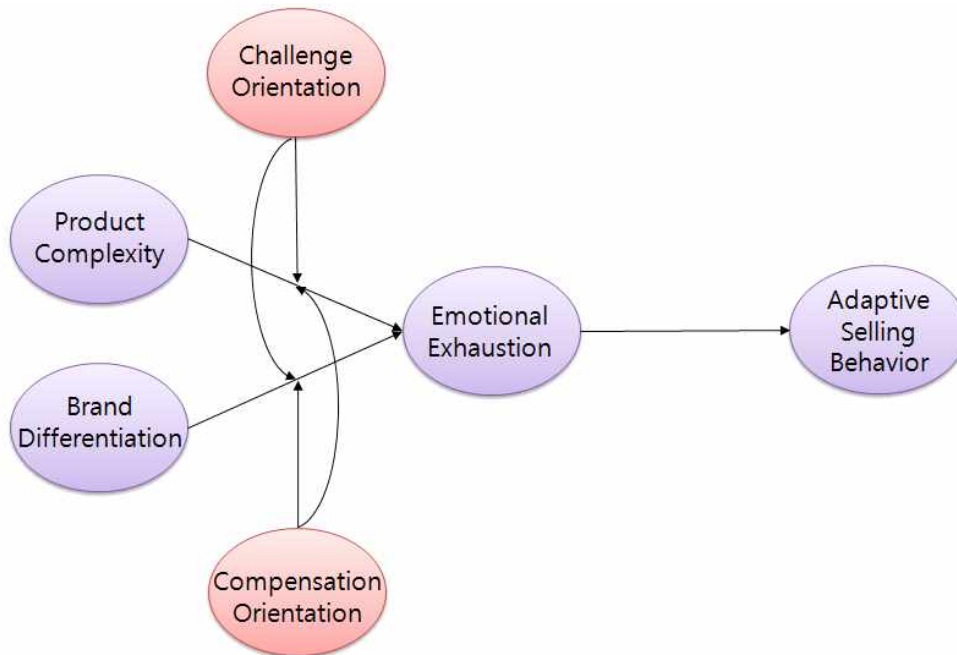 Challenge
Orientation
Product
Complexity
Emotional
Exhaustion
Adaptive
Selling
Behavior
Brand
Differentiation
Compensation
Orientation